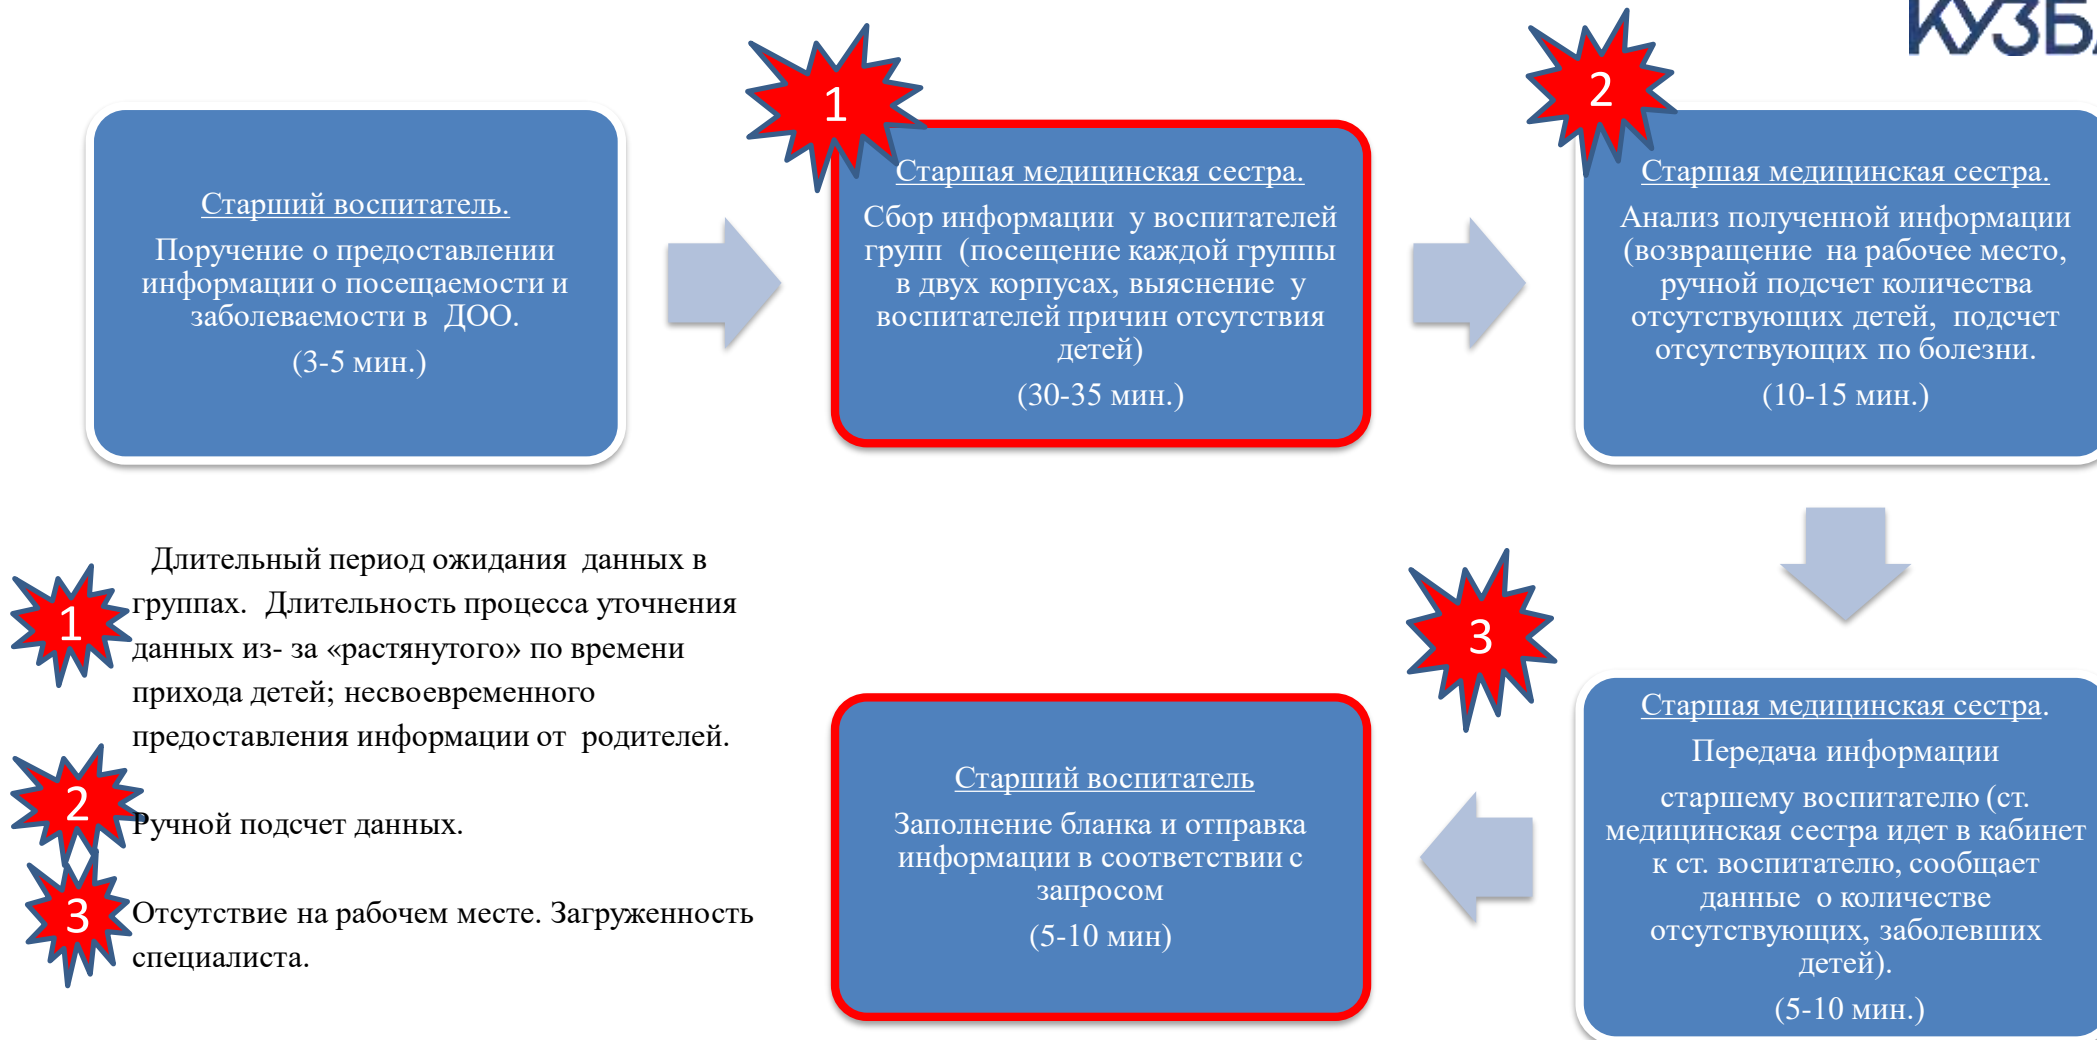 КУЗБА
1
2
Старший воспитатель.
Поручение о предоставлении
информации о посещаемости и
заболеваемости в ДОО.
(3-5 мин.)
Старшая медицинская сестра.
Сбор информации у воспитателей
групп (посещение каждой группы
в двух корпусах, выяснение у
воспитателей причин отсутствия
детей)
(30-35 мин.)
Старшая медицинская сестра.
Анализ полученной информации
(возвращение на рабочее место,
ручной подсчет количества
отсутствующих детей, подсчет
отсутствующих по болезни.
(10-15 мин.)
1
Длительный период ожидания данных в
группах. Длительность процесса уточнения
данных из- за «растянутого» по времени
прихода детей; несвоевременного
предоставления информации от родителей.
2
Ручной подсчет данных.
3
Отсутствие на рабочем месте. Загруженность
специалиста.
3
Старшая медицинская сестра.
Передача информации
старшему воспитателю (ст.
медицинская сестра идет в кабинет
к ст. воспитателю, сообщает
данные о количестве
отсутствующих, заболевших
детей).
(5-10 мин.)
Старший воспитатель
Заполнение бланка и отправка
информации в соответствии с
запросом
(5-10 мин)